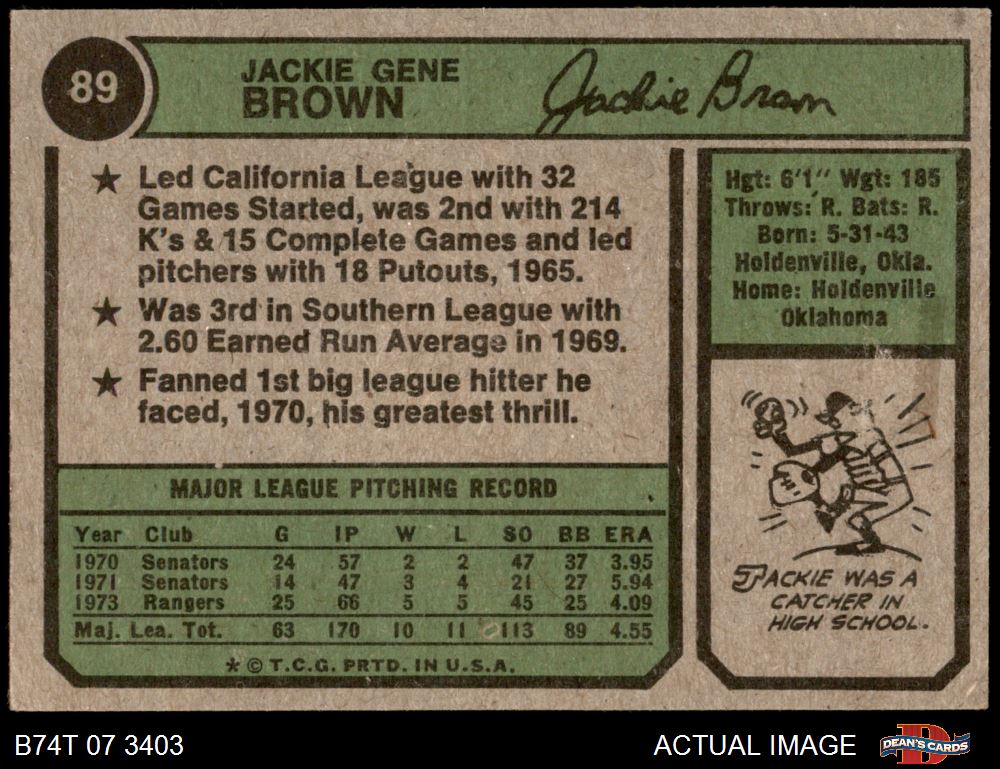 89
JACKIE GENE
BROWN
Jackie Brown
★ Led California League with 32
Games Started, was 2nd with 214
K's & 15 Complete Games and led
pitchers with 18 Putouts, 1965.
★ Was 3rd in Southern League with
2.60 Earned Run Average in 1969.
★ Fanned 1st big league hitter he
faced, 1970, his greatest thrill.
Hgt: 6'1" Wgt: 185
Throws: R. Bats: R.
Born: 5-31-43
Holdenville, Okla.
Home: Holdenville
Oklahoma
MAJOR LEAGUE PITCHING RECORD
Year Club G IP W L SO BB ERA
1970 Senators 24 57 2 2 47 37 3.95
1971 Senators 14 47 3 4 21 27 5.94
1973 Rangers 25 66 5 5 45 25 4.09
Maj. Lea. Tot. 63 170 10 11 113 89 4.55
* © T.C.G. PRTD. IN U.S.A.
JACKIE WAS A
CATCHER IN
HIGH SCHOOL.
B74T 07 3403
ACTUAL IMAGE
DEAN'S CARDS